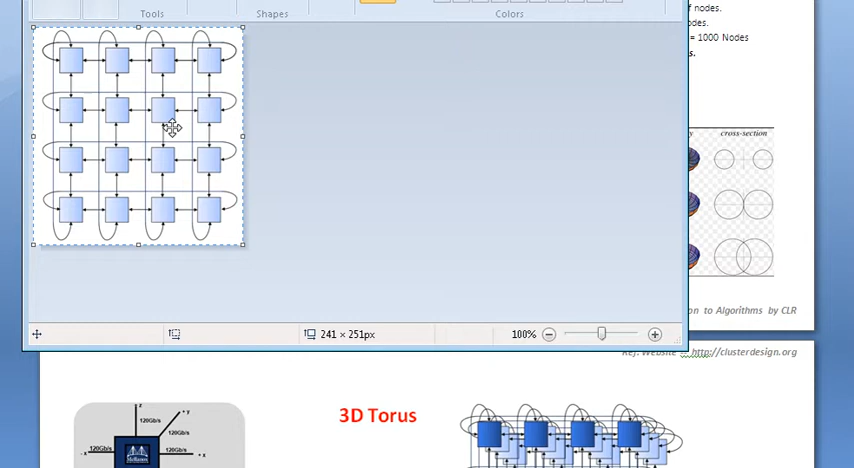 Tools Shapes Colors
f nodes.
des.
= 1000 Nodes
s.
y cross-section
241 × 251px 100%
on to Algorithms by CLR
Ref. Website :: http://clusterdesign.org
3D Torus
z
120Gb/s
+ Y
120Gb/s
120Gb/s
120Gb/s
- X
+ X